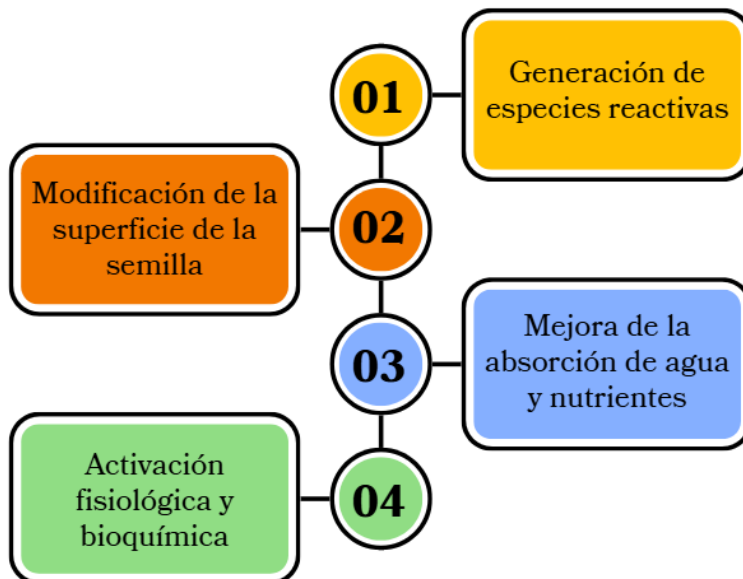 01
Generación de
especies reactivas
Modificación de la
superficie de la
semilla
02
03
Mejora de la
absorción de agua
y nutrientes
Activación
fisiológica y
bioquímica
04